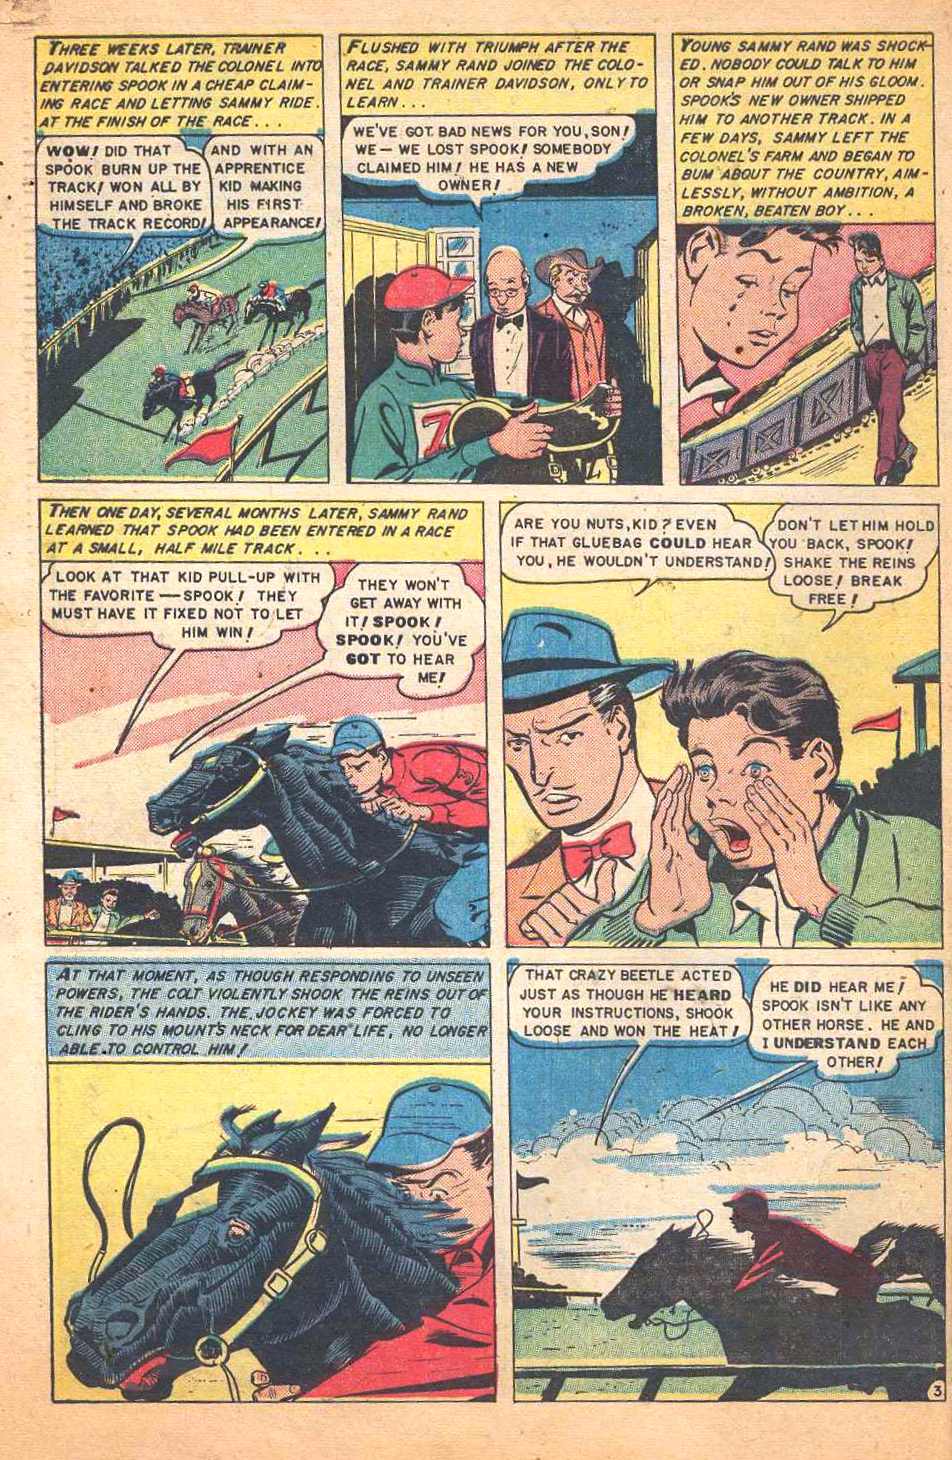 THREE WEEKS LATER, TRAINER
DAVIDSON TALKED THE COLONEL INTO
ENTERING SPOOK IN A CHEAP CLAIM-
ING RACE AND LETTING SAMMY RIDE.
AT THE FINISH OF THE RACE . . .
WOW! DID THAT
SPOOK BURN UP THE
TRACK! WON ALL BY
HIMSELF AND BROKE
THE TRACK RECORD!
AND WITH AN
APPRENTICE
KID MAKING
HIS FIRST
APPEARANCE!
FLUSHED WITH TRIUMPH AFTER THE
RACE, SAMMY RAND JOINED THE COLO-
NEL AND TRAINER DAVIDSON, ONLY TO
LEARN . . .
WE'VE GOT BAD NEWS FOR YOU, SON!
WE — WE LOST SPOOK! SOMEBODY
CLAIMED HIM! HE HAS A NEW
OWNER!
7
YOUNG SAMMY RAND WAS SHOCK-
ED. NOBODY COULD TALK TO HIM
OR SNAP HIM OUT OF HIS GLOOM.
SPOOK'S NEW OWNER SHIPPED
HIM TO ANOTHER TRACK. IN A
FEW DAYS, SAMMY LEFT THE
COLONEL'S FARM AND BEGAN TO
BUM ABOUT THE COUNTRY, AIM-
LESSLY, WITHOUT AMBITION, A
BROKEN, BEATEN BOY . . .
THEN ONE DAY, SEVERAL MONTHS LATER, SAMMY RAND
LEARNED THAT SPOOK HAD BEEN ENTERED IN A RACE
AT A SMALL, HALF MILE TRACK. . . .
LOOK AT THAT KID PULL-UP WITH
THE FAVORITE — SPOOK! THEY
MUST HAVE IT FIXED NOT TO LET
HIM WIN!
THEY WON'T
GET AWAY WITH
IT! SPOOK!
SPOOK! YOU'VE
GOT TO HEAR
ME!
ARE YOU NUTS, KID? EVEN
IF THAT GLUEBAG COULD HEAR
YOU, HE WOULDN'T UNDERSTAND!
DON'T LET HIM HOLD
YOU BACK, SPOOK!
SHAKE THE REINS
LOOSE! BREAK
FREE!
AT THAT MOMENT, AS THOUGH RESPONDING TO UNSEEN
POWERS, THE COLT VIOLENTLY SHOOK THE REINS OUT OF
THE RIDER'S HANDS. THE JOCKEY WAS FORCED TO
CLING TO HIS MOUNT'S NECK FOR DEAR LIFE, NO LONGER
ABLE TO CONTROL HIM!
THAT CRAZY BEETLE ACTED
JUST AS THOUGH HE HEARD
YOUR INSTRUCTIONS, SHOOK
LOOSE AND WON THE HEAT!
HE DID HEAR ME!
SPOOK ISN'T LIKE ANY
OTHER HORSE. HE AND
I UNDERSTAND EACH
OTHER!
3